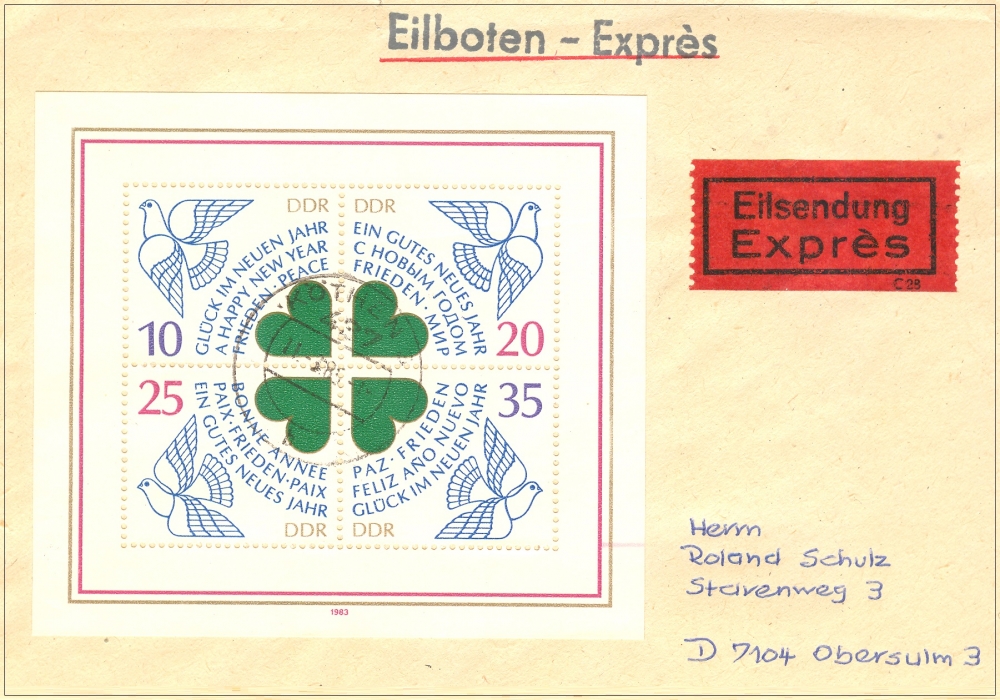 Eilboten – Exprès
Eilsendung
Exprès
C 28
DDR
GLÜCK IM NEUEN JAHR
A HAPPY NEW YEAR
FRIEDEN · PEACE
10
DDR
EIN GUTES NEUES JAHR
С НОВЫМ ГОДОМ
FRIEDEN · МИР
20
25
BONNE ANNÉE
PAIX · FRIEDEN · PAIX
EIN GUTES NEUES JAHR
DDR
35
PAZ · FRIEDEN
FELIZ AÑO NUEVO
GLÜCK IM NEUEN JAHR
DDR
1983
Herrn
Roland Schulz
Starenweg 3
D 7104 Obersulm 3